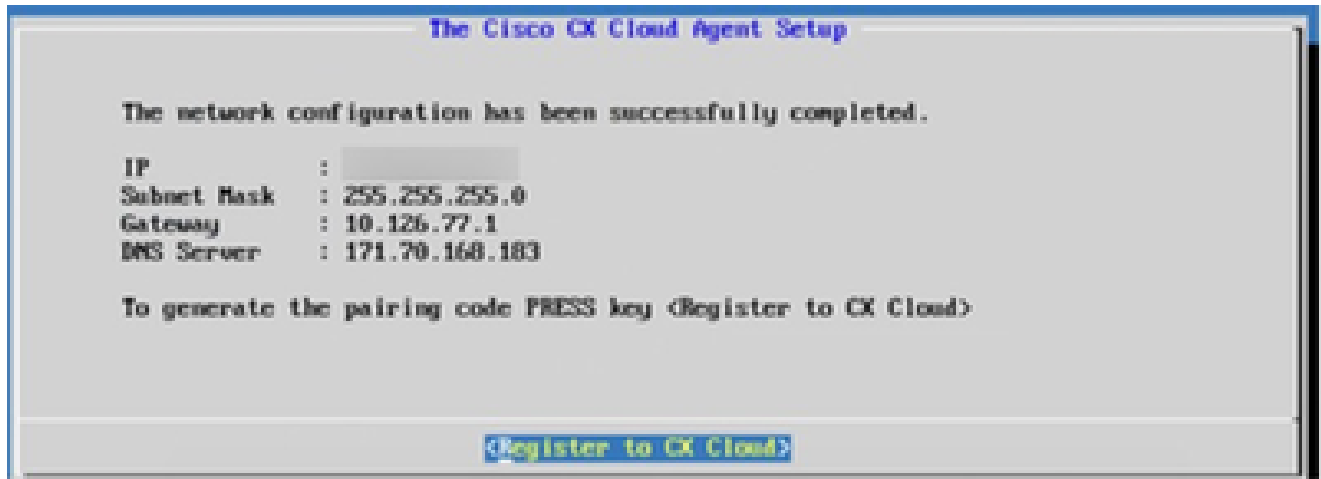 The Cisco CX Cloud Agent Setup
The network configuration has been successfully completed.
IP :
Subnet Mask : 255.255.255.0
Gateway : 10.126.77.1
DNS Server : 171.70.168.183
To generate the pairing code PRESS key <Register to CX Cloud>
<Register to CX Cloud>